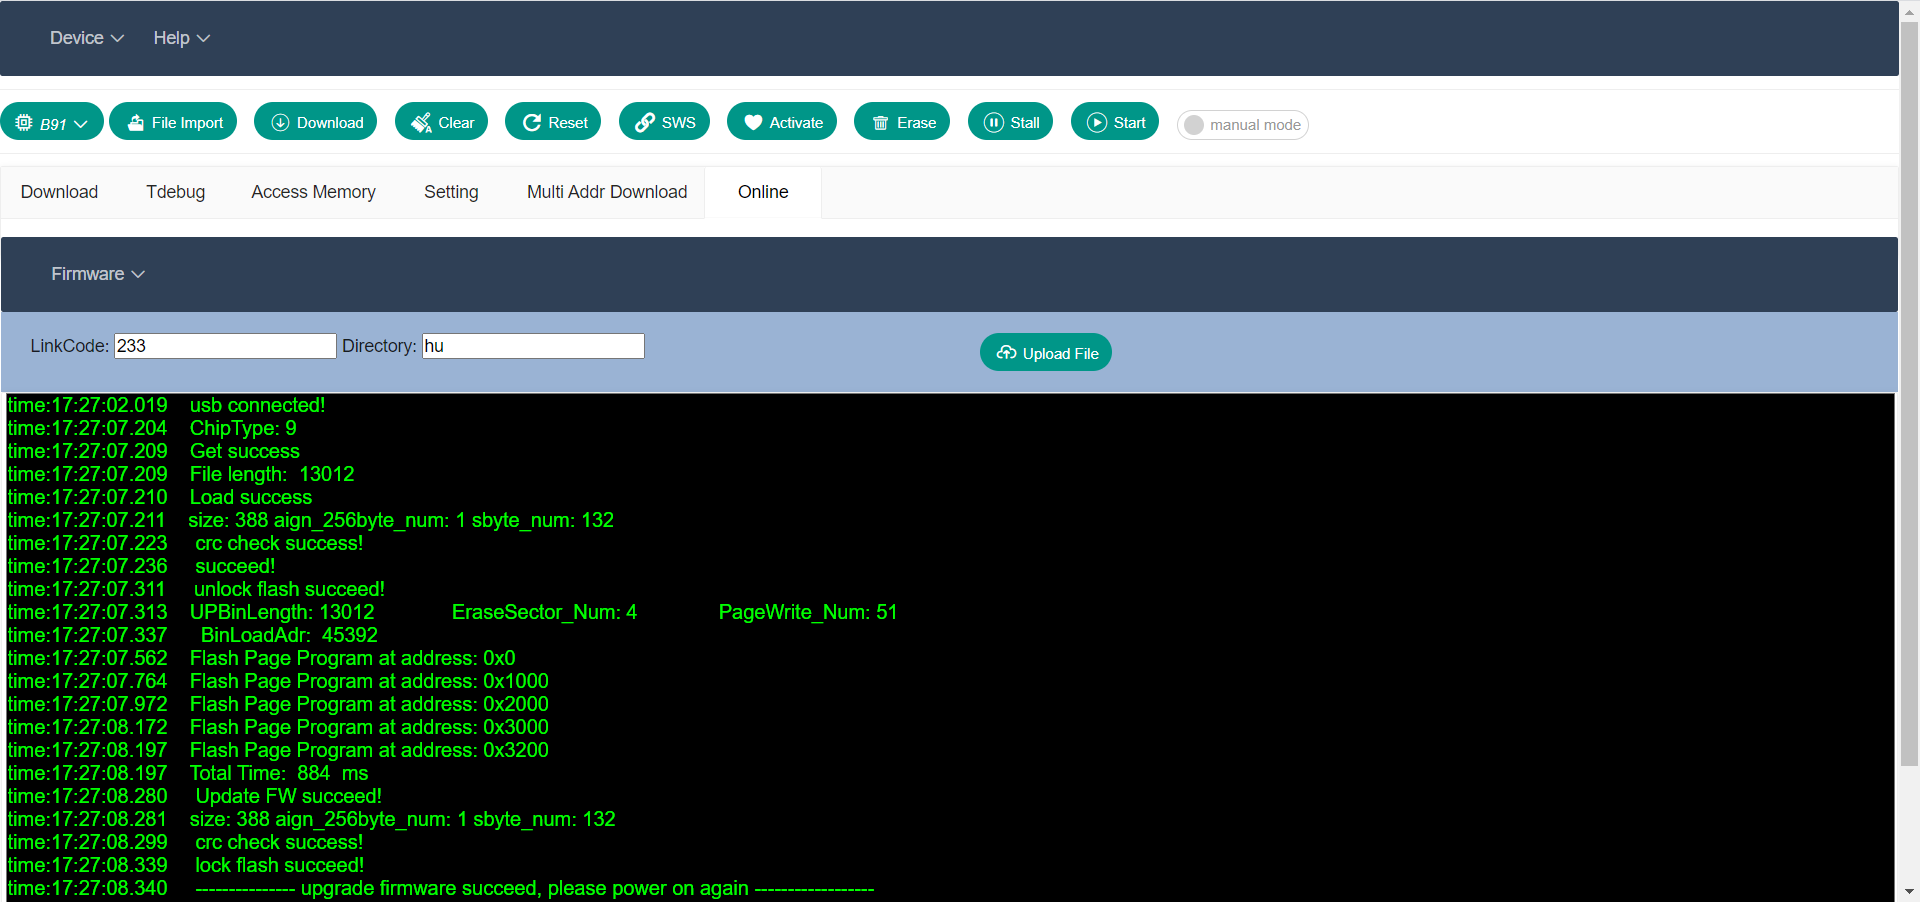 Device Help
B91 File Import Download Clear Reset SWS Activate Erase Stall Start manual mode
Download Tdebug Access Memory Setting Multi Addr Download Online
Firmware
LinkCode: 233 Directory: hu Upload File
time:17:27:02.019 usb connected!
time:17:27:07.204 ChipType: 9
time:17:27:07.209 Get success
time:17:27:07.209 File length: 13012
time:17:27:07.210 Load success
time:17:27:07.211 size: 388 aign_256byte_num: 1 sbyte_num: 132
time:17:27:07.223 crc check success!
time:17:27:07.236 succeed!
time:17:27:07.311 unlock flash succeed!
time:17:27:07.313 UPBinLength: 13012 EraseSector_Num: 4 PageWrite_Num: 51
time:17:27:07.337 BinLoadAdr: 45392
time:17:27:07.562 Flash Page Program at address: 0x0
time:17:27:07.764 Flash Page Program at address: 0x1000
time:17:27:07.972 Flash Page Program at address: 0x2000
time:17:27:08.172 Flash Page Program at address: 0x3000
time:17:27:08.197 Flash Page Program at address: 0x3200
time:17:27:08.197 Total Time: 884 ms
time:17:27:08.280 Update FW succeed!
time:17:27:08.281 size: 388 aign_256byte_num: 1 sbyte_num: 132
time:17:27:08.299 crc check success!
time:17:27:08.339 lock flash succeed!
time:17:27:08.340 --------------- upgrade firmware succeed, please power on again ------------------